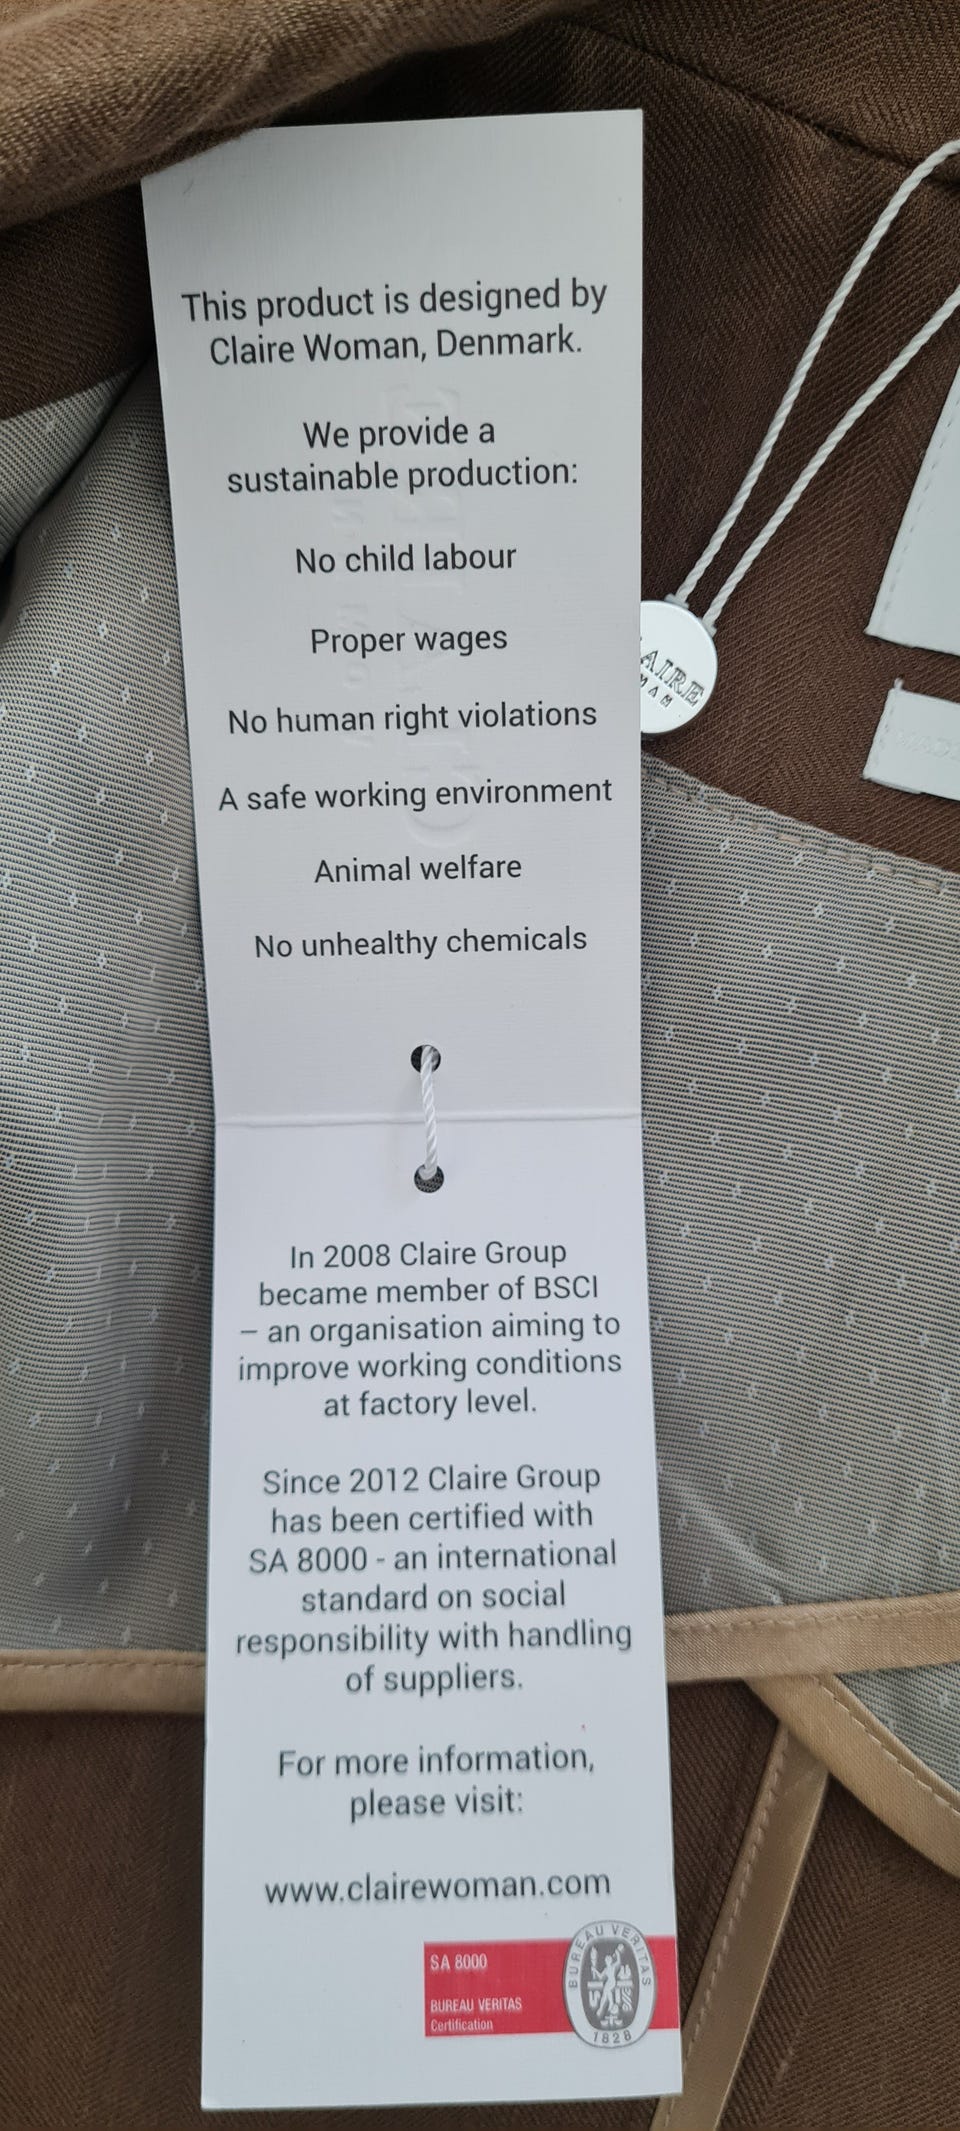 This product is designed by
Claire Woman, Denmark.
We provide a
sustainable production:
No child labour
Proper wages
No human right violations
A safe working environment
Animal welfare
No unhealthy chemicals
In 2008 Claire Group
became member of BSCI
– an organisation aiming to
improve working conditions
at factory level.
Since 2012 Claire Group
has been certified with
SA 8000 - an international
standard on social
responsibility with handling
of suppliers.
For more information,
please visit:
www.clairewoman.com
SA 8000
BUREAU VERITAS
Certification
BUREAU VERITAS
1828